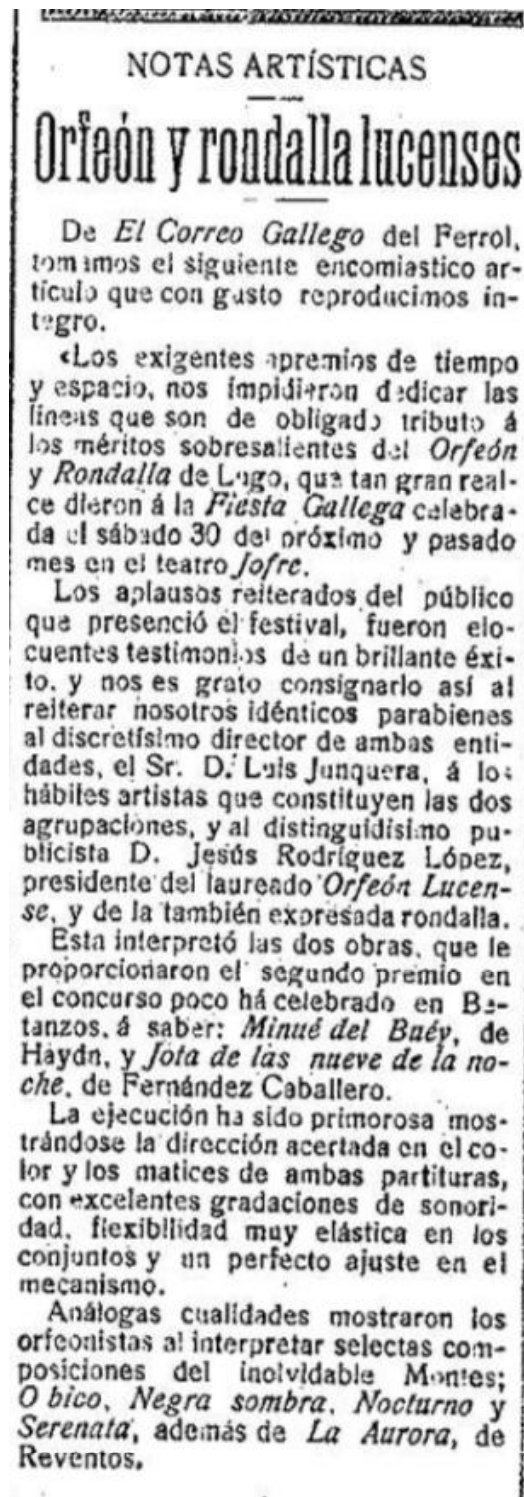 NOTAS ARTÍSTICAS
Orfeón y rondalla lucenses
De El Correo Gallego del Ferrol,
tomamos el siguiente encomiastico ar-
tículo que con gusto reproducimos ín-
tegro.
«Los exigentes apremios de tiempo
y espacio, nos impidieron dedicar las
líneas que son de obligado tributo á
los méritos sobresalientes del Orfeón
y Rondalla de Lugo, que tan gran real-
ce dieron á la Fiesta Gallega celebra-
da el sábado 30 del próximo y pasado
mes en el teatro Jofre.
Los aplausos reiterados del público
que presenció el festival, fueron elo-
cuentes testimonios de un brillante éxi-
to, y nos es grato consignarlo así al
reiterar nosotros idénticos parabienes
al discretísimo director de ambas enti-
dades, el Sr. D. Luis Junquera, á los
hábiles artistas que constituyen las dos
agrupaciones, y al distinguidísimo pu-
blicista D. Jesús Rodríguez López,
presidente del laureado Orfeón Lucen-
se, y de la también expresada rondalla.
Esta interpretó las dos obras, que le
proporcionaron el segundo premio en
el concurso poco há celebrado en Be-
tanzos, á saber: Minué del Buéy, de
Haydn, y Jota de las nueve de la no-
che, de Fernández Caballero.
La ejecución ha sido primorosa mos-
trándose la dirección acertada en el co-
lor y los matices de ambas partituras,
con excelentes gradaciones de sonori-
dad, flexibilidad muy elástica en los
conjuntos y un perfecto ajuste en el
mecanismo.
Análogas cualidades mostraron los
orfeonistas al interpretar selectas com-
posiciones del inolvidable Montes;
O bico, Negra sombra, Nocturno y
Serenata, además de La Aurora, de
Reventos.